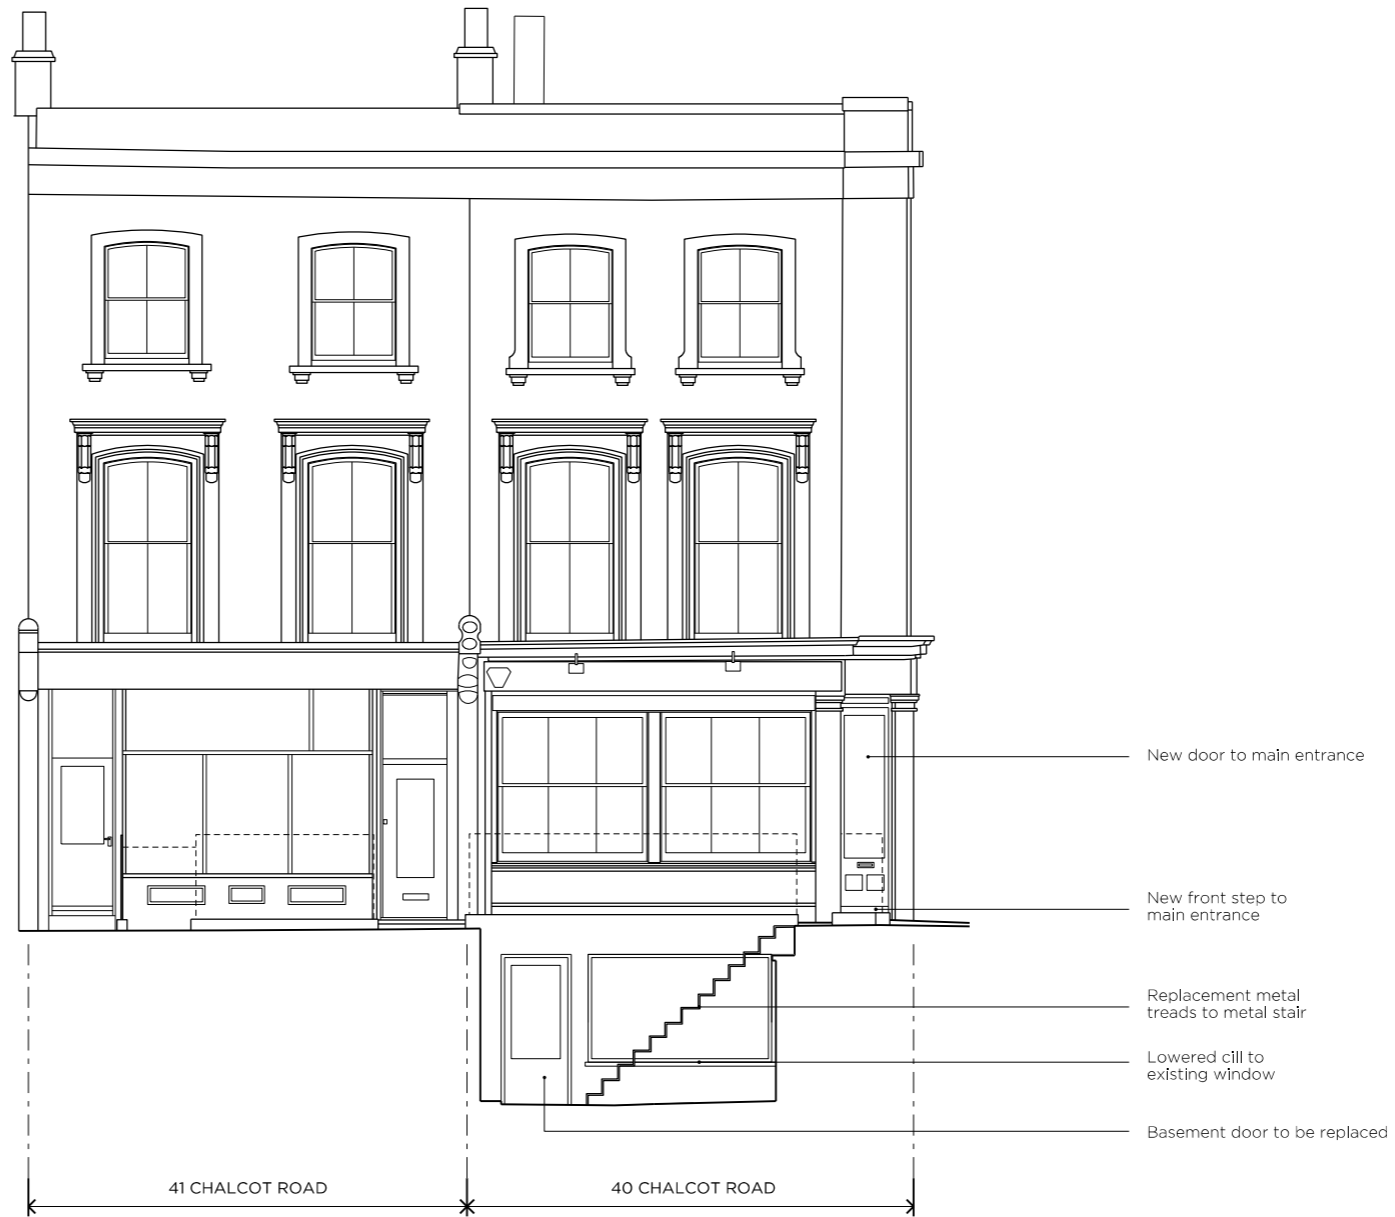 New door to main entrance
New front step to
main entrance
Replacement metal
treads to metal stair
Lowered cill to
existing window
Basement door to be replaced
41 CHALCOT ROAD
40 CHALCOT ROAD